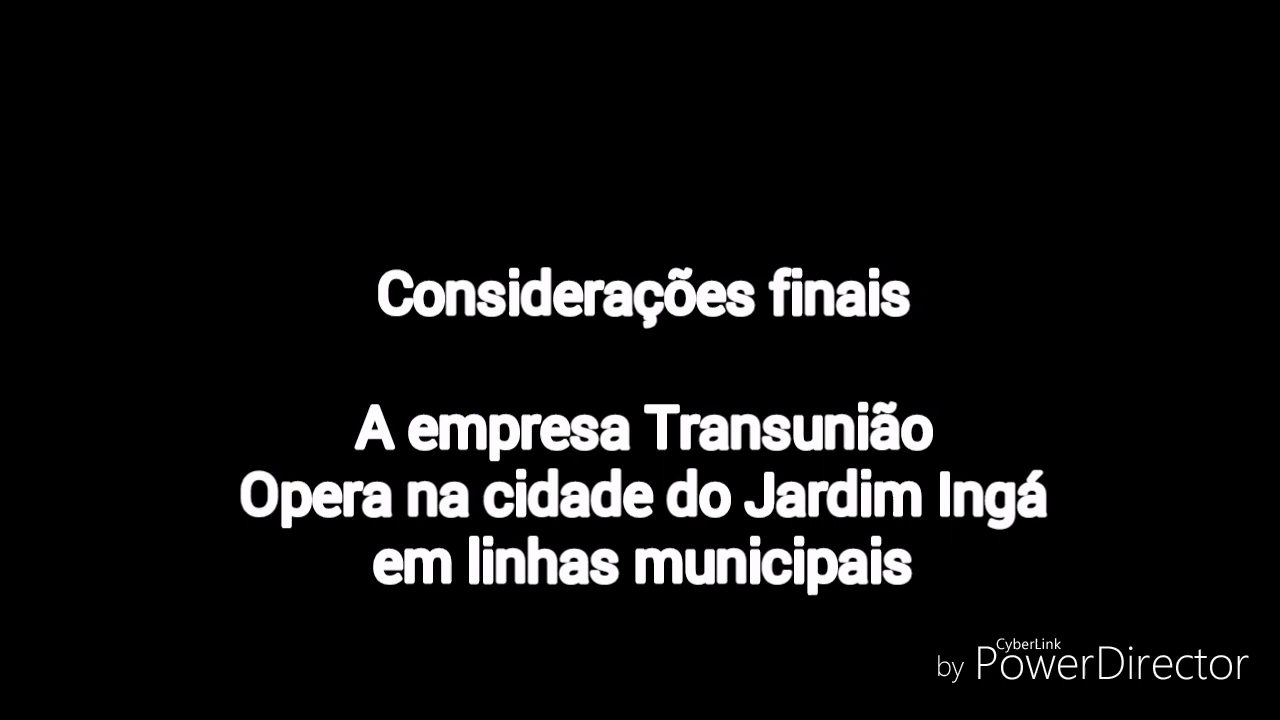 Considerações finais
A empresa Transunião
Opera na cidade do Jardim Ingá
em linhas municipais
CyberLink
by PowerDirector